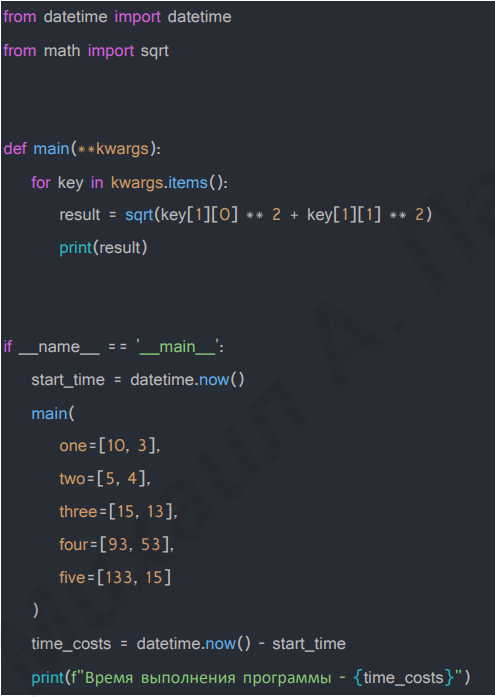 from datetime import datetime
from math import sqrt
def main(**kwargs):
for key in kwargs.items():
result = sqrt(key[1][0] ** 2 + key[1][1] ** 2)
print(result)
if __name__ == '__main__':
start_time = datetime.now()
main(
one=[10, 3],
two=[5, 4],
three=[15, 13],
four=[93, 53],
five=[133, 15]
)
time_costs = datetime.now() - start_time
print(f"Время выполнения программы - {time_costs}")
Михаил А.